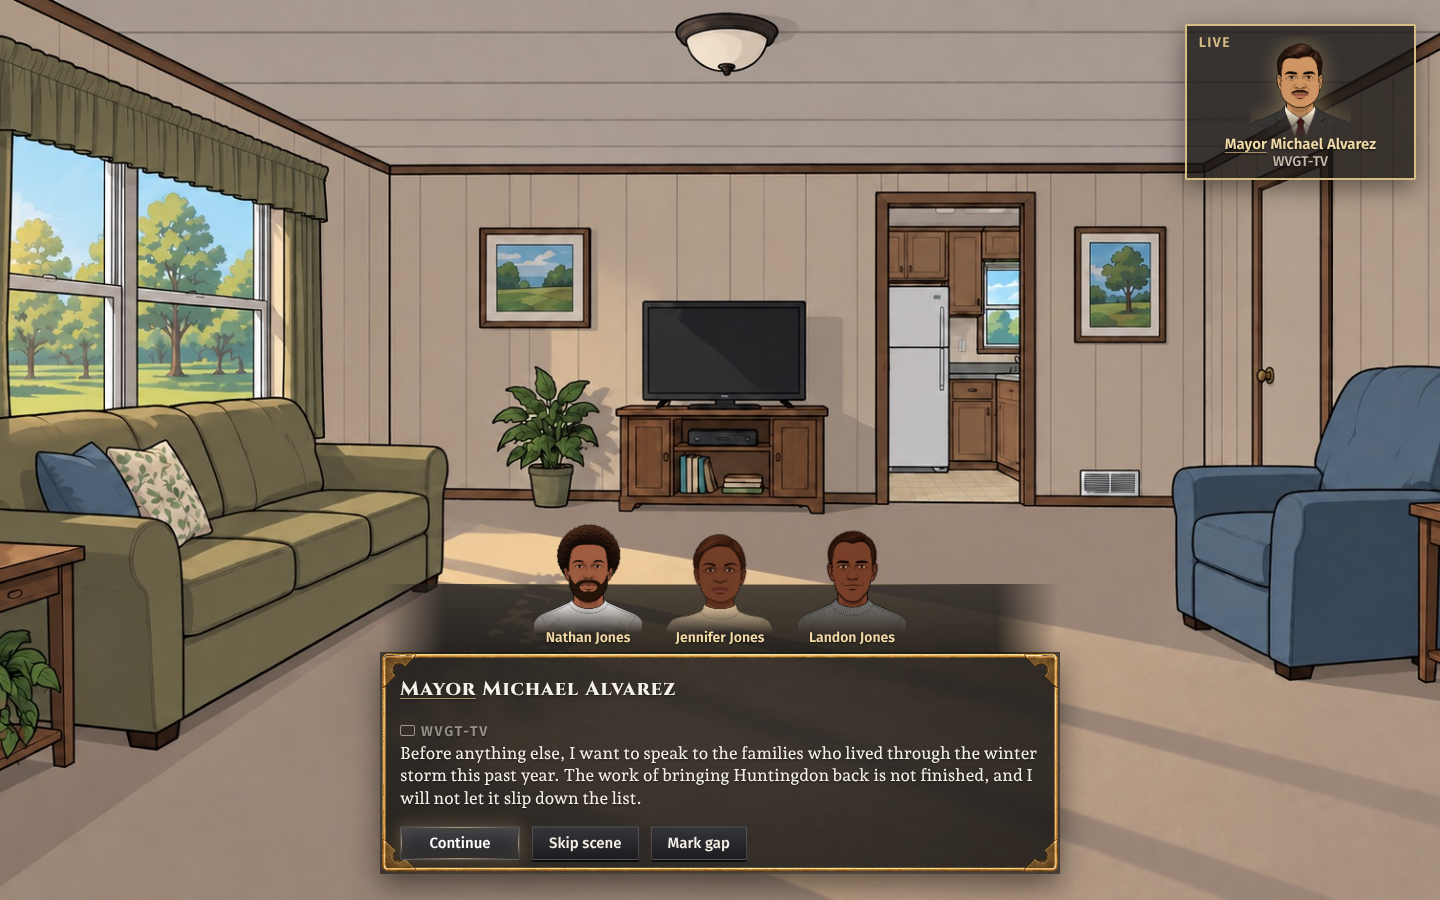 LIVE
Mayor Michael Alvarez
WVGT-TV
Nathan Jones
Jennifer Jones
Landon Jones
Mayor Michael Alvarez
WVGT-TV
Before anything else, I want to speak to the families who lived through the winter
storm this past year. The work of bringing Huntingdon back is not finished, and I
will not let it slip down the list.
Continue
Skip scene
Mark gap